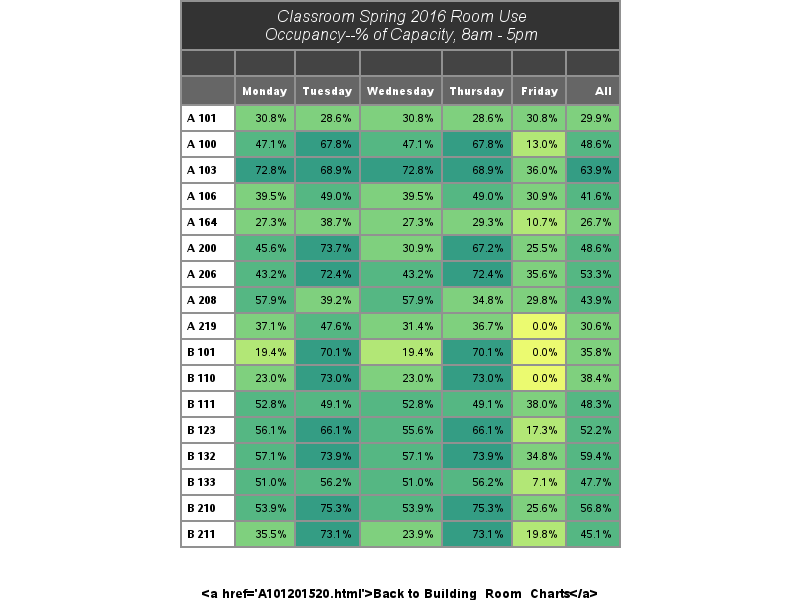 Classroom Spring 2016 Room Use
Occupancy--% of Capacity, 8am - 5pm
Monday Tuesday Wednesday Thursday Friday All
A 101 30.8% 28.6% 30.8% 28.6% 30.8% 29.9%
A 100 47.1% 67.8% 47.1% 67.8% 13.0% 48.6%
A 103 72.8% 68.9% 72.8% 68.9% 36.0% 63.9%
A 106 39.5% 49.0% 39.5% 49.0% 30.9% 41.6%
A 164 27.3% 38.7% 27.3% 29.3% 10.7% 26.7%
A 200 45.6% 73.7% 30.9% 67.2% 25.5% 48.6%
A 206 43.2% 72.4% 43.2% 72.4% 35.6% 53.3%
A 208 57.9% 39.2% 57.9% 34.8% 29.8% 43.9%
A 219 37.1% 47.6% 31.4% 36.7% 0.0% 30.6%
B 101 19.4% 70.1% 19.4% 70.1% 0.0% 35.8%
B 110 23.0% 73.0% 23.0% 73.0% 0.0% 38.4%
B 111 52.8% 49.1% 52.8% 49.1% 38.0% 48.3%
B 123 56.1% 66.1% 55.6% 66.1% 17.3% 52.2%
B 132 57.1% 73.9% 57.1% 73.9% 34.8% 59.4%
B 133 51.0% 56.2% 51.0% 56.2% 7.1% 47.7%
B 210 53.9% 75.3% 53.9% 75.3% 25.6% 56.8%
B 211 35.5% 73.1% 23.9% 73.1% 19.8% 45.1%
<a href='A101201520.html'>Back to Building_Room_Charts</a>